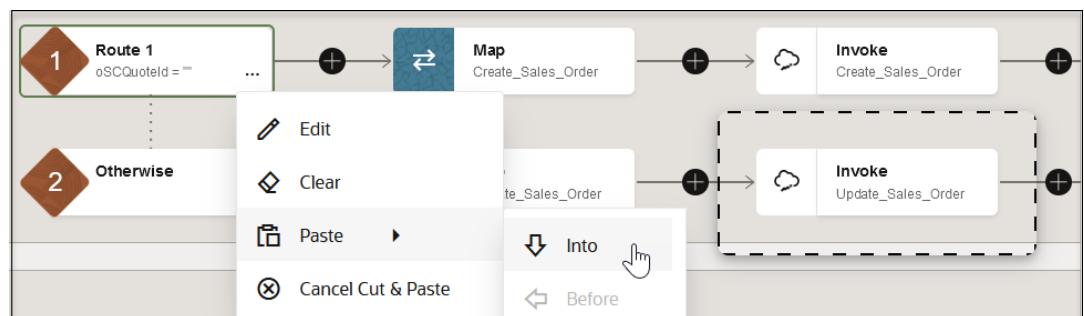 1
Route 1
oSCQuoteId = ""
...
Map
Create_Sales_Order
Invoke
Create_Sales_Order
Edit
2
Otherwise
Clear
te_Sales_Order
Invoke
Update_Sales_Order
Paste
Into
Cancel Cut & Paste
Before